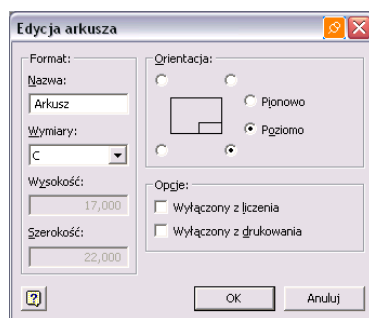 Edycja arkusza
Format:
Nazwa:
Arkusz
Wymiary:
C
Wysokość:
17,000
Szerokość:
22,000
Orientacja:
Pionowo
Poziomo
Opcje:
Wyłączony z liczenia
Wyłączony z drukowania
?
OK
Anuluj